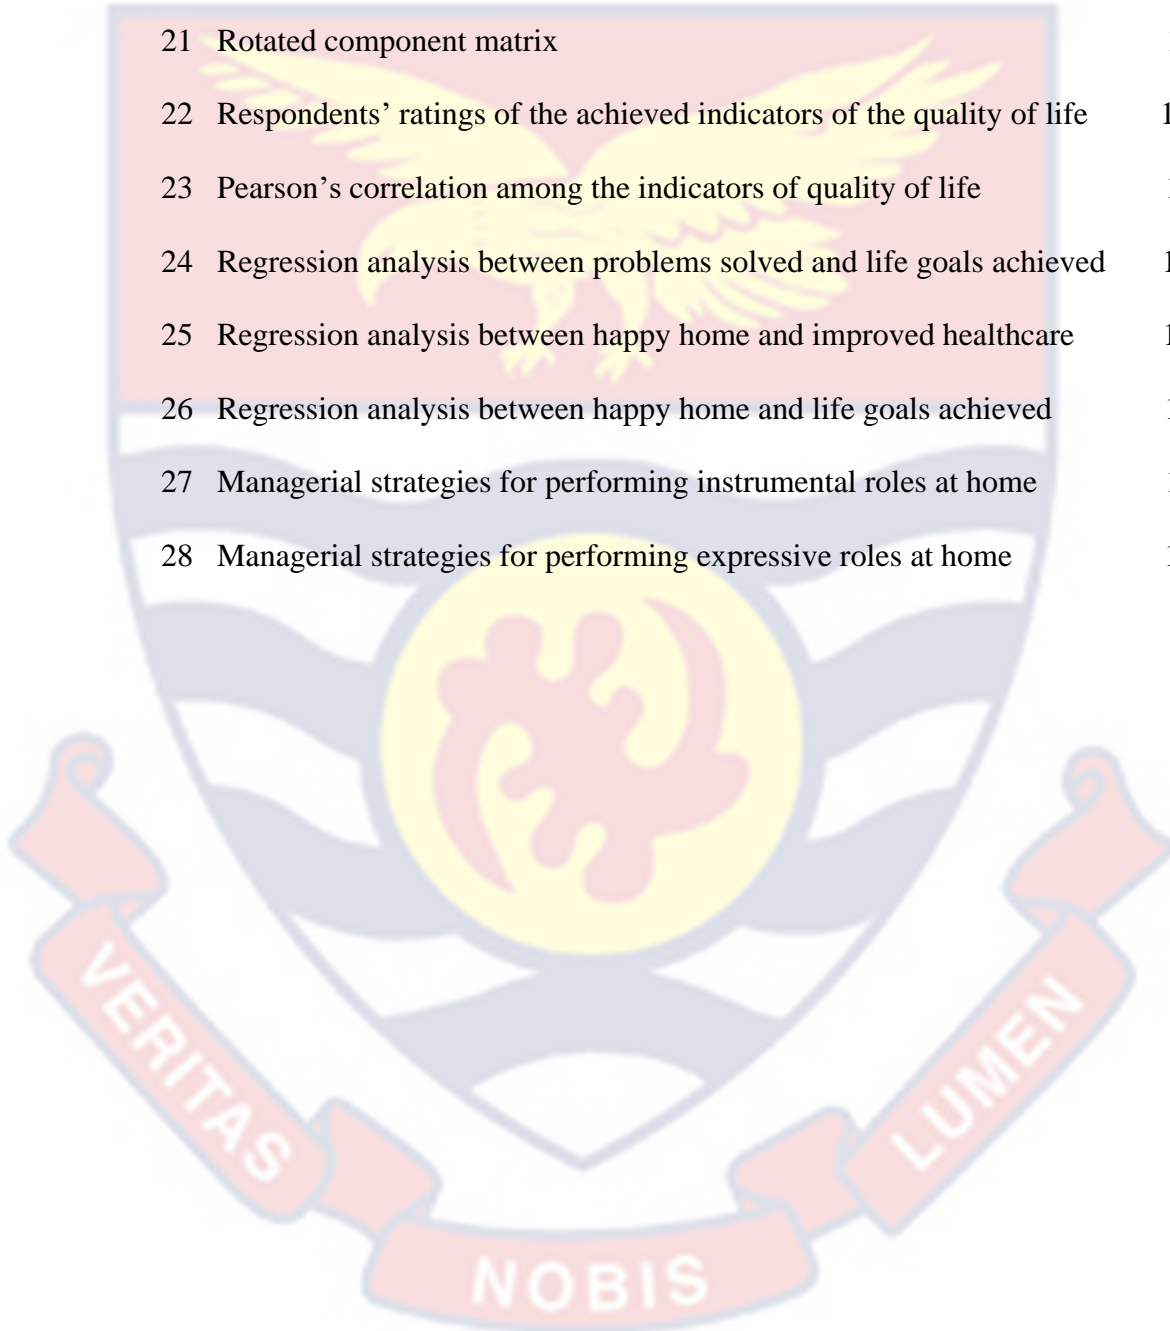 21 Rotated component matrix
22 Respondents’ ratings of the achieved indicators of the quality of life
23 Pearson’s correlation among the indicators of quality of life
24 Regression analysis between problems solved and life goals achieved
25 Regression analysis between happy home and improved healthcare
26 Regression analysis between happy home and life goals achieved
27 Managerial strategies for performing instrumental roles at home
28 Managerial strategies for performing expressive roles at home
VERITAS
NOBIS
LUMEN